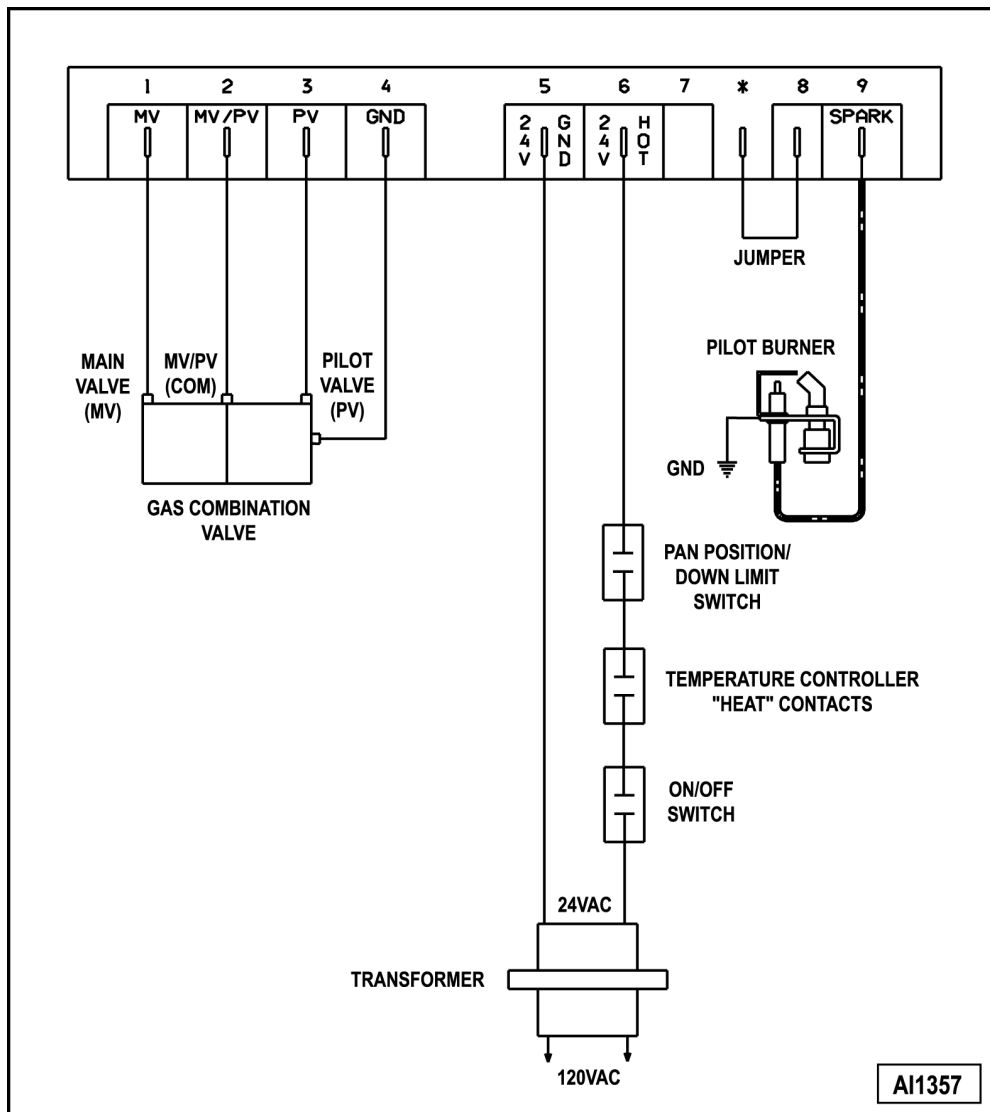 1 2 3 4 5 6 7 * 8 9
MV MV/PV PV GND 24V GND 24V HOT SPARK
JUMPER
MAIN
VALVE
(MV)
MV/PV
(COM)
PILOT
VALVE
(PV)
PILOT BURNER
GND
GAS COMBINATION
VALVE
PAN POSITION/
DOWN LIMIT
SWITCH
TEMPERATURE CONTROLLER
"HEAT" CONTACTS
ON/OFF
SWITCH
24VAC
TRANSFORMER
120VAC
AI1357